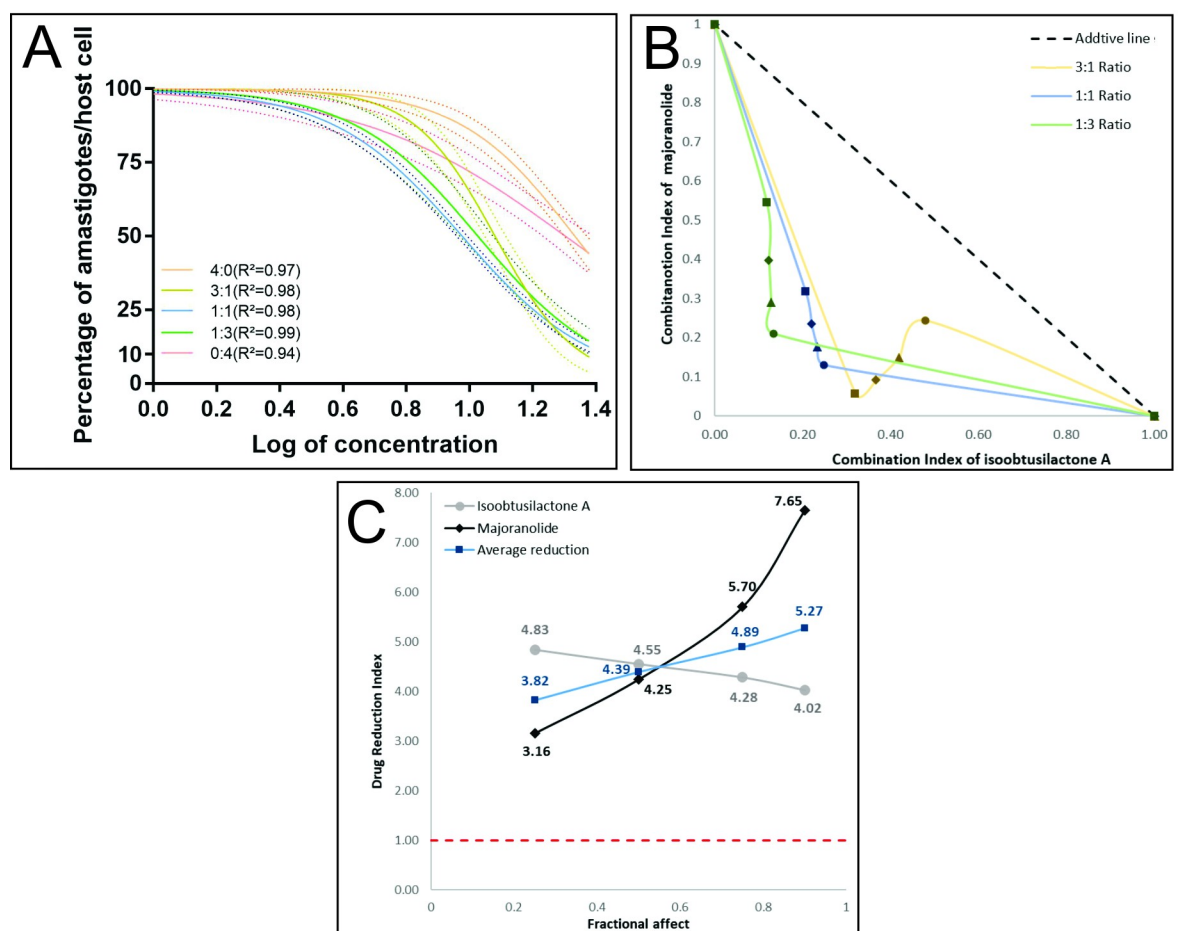 A
Percentage of amastigotes/host cell
100
75
50
25
10
0
4:0(R²=0.97)
3:1(R²=0.98)
1:1(R²=0.98)
1:3(R²=0.99)
0:4(R²=0.94)
0.0 0.2 0.4 0.6 0.8 1.0 1.2 1.4
Log of concentration
B
Combitanotion Index of majoranolide
1
0.9
0.8
0.7
0.6
0.5
0.4
0.3
0.2
0.1
0
Addtive line
3:1 Ratio
1:1 Ratio
1:3 Ratio
0.00 0.20 0.40 0.60 0.80 1.00
Combination Index of isoobtusilactone A
C
Drug Reduction Index
8.00
7.00
6.00
5.00
4.00
3.00
2.00
1.00
0.00
Isoobtusilactone A
Majoranolide
Average reduction
7.65
5.70
5.27
4.83
4.55
4.89
3.82
4.39
4.25
4.28
4.02
3.16
0 0.2 0.4 0.6 0.8 1
Fractional affect